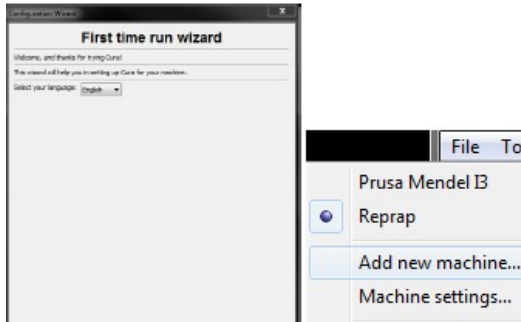 Configuration Wizard
First time run wizard
Welcome, and thanks for trying Cura!
This wizard will help you in setting up Cura for your machine.
Select your language: English
File To
Prusa Mendel I3
Reprap
Add new machine...
Machine settings...